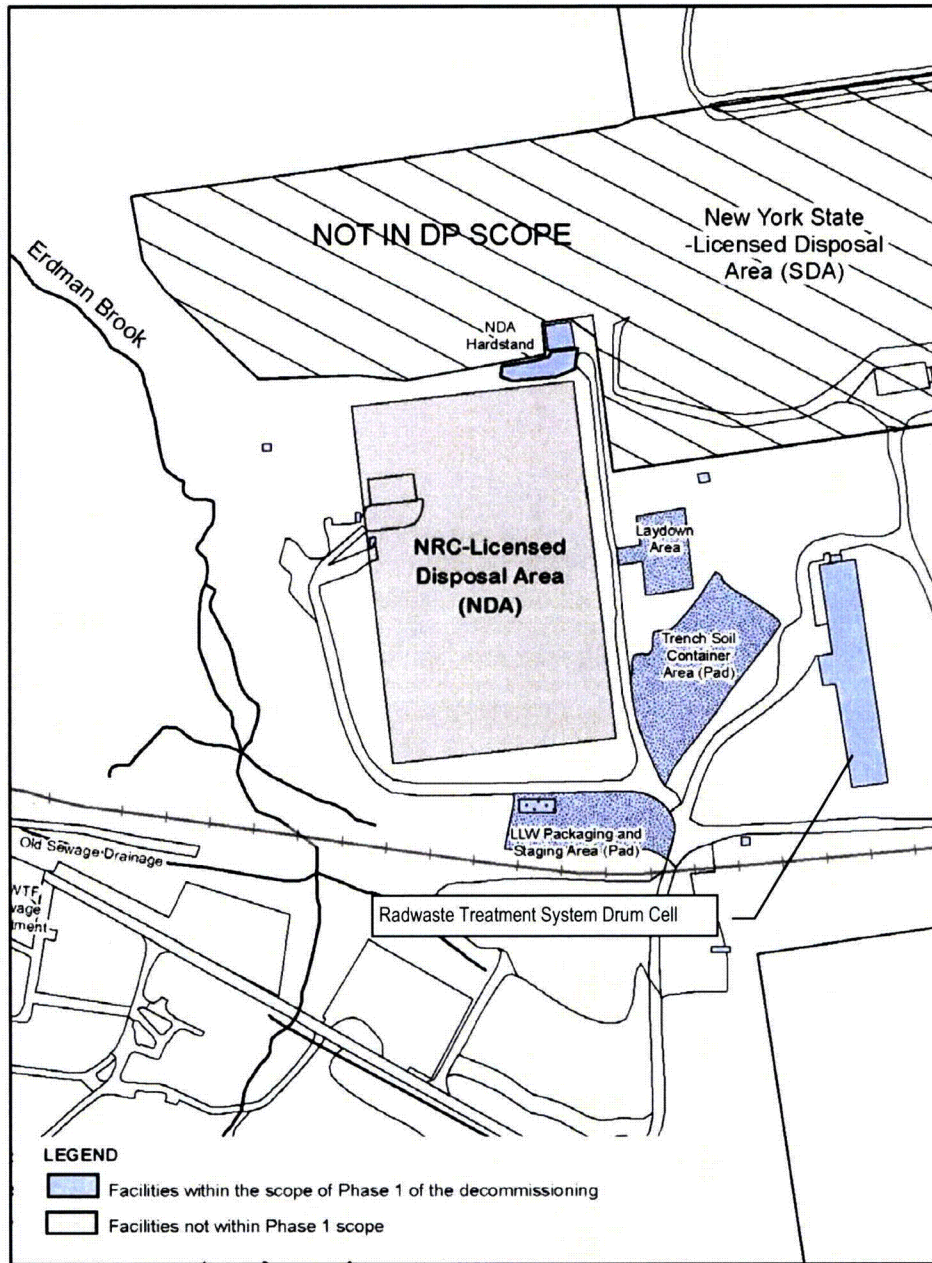 NOT IN DP SCOPE
New York State
-Licensed Disposal
Area (SDA)
Erdman Brook
NDA
Hardstand
Laydown
Area
NRC-Licensed
Disposal Area
(NDA)
Trench Soil
Container
Area (Pad)
LLW Packaging and
Staging Area (Pad)
Old Sewage Drainage
WTF
Radwaste Treatment System Drum Cell
LEGEND
Facilities within the scope of Phase 1 of the decommissioning
Facilities not within Phase 1 scope